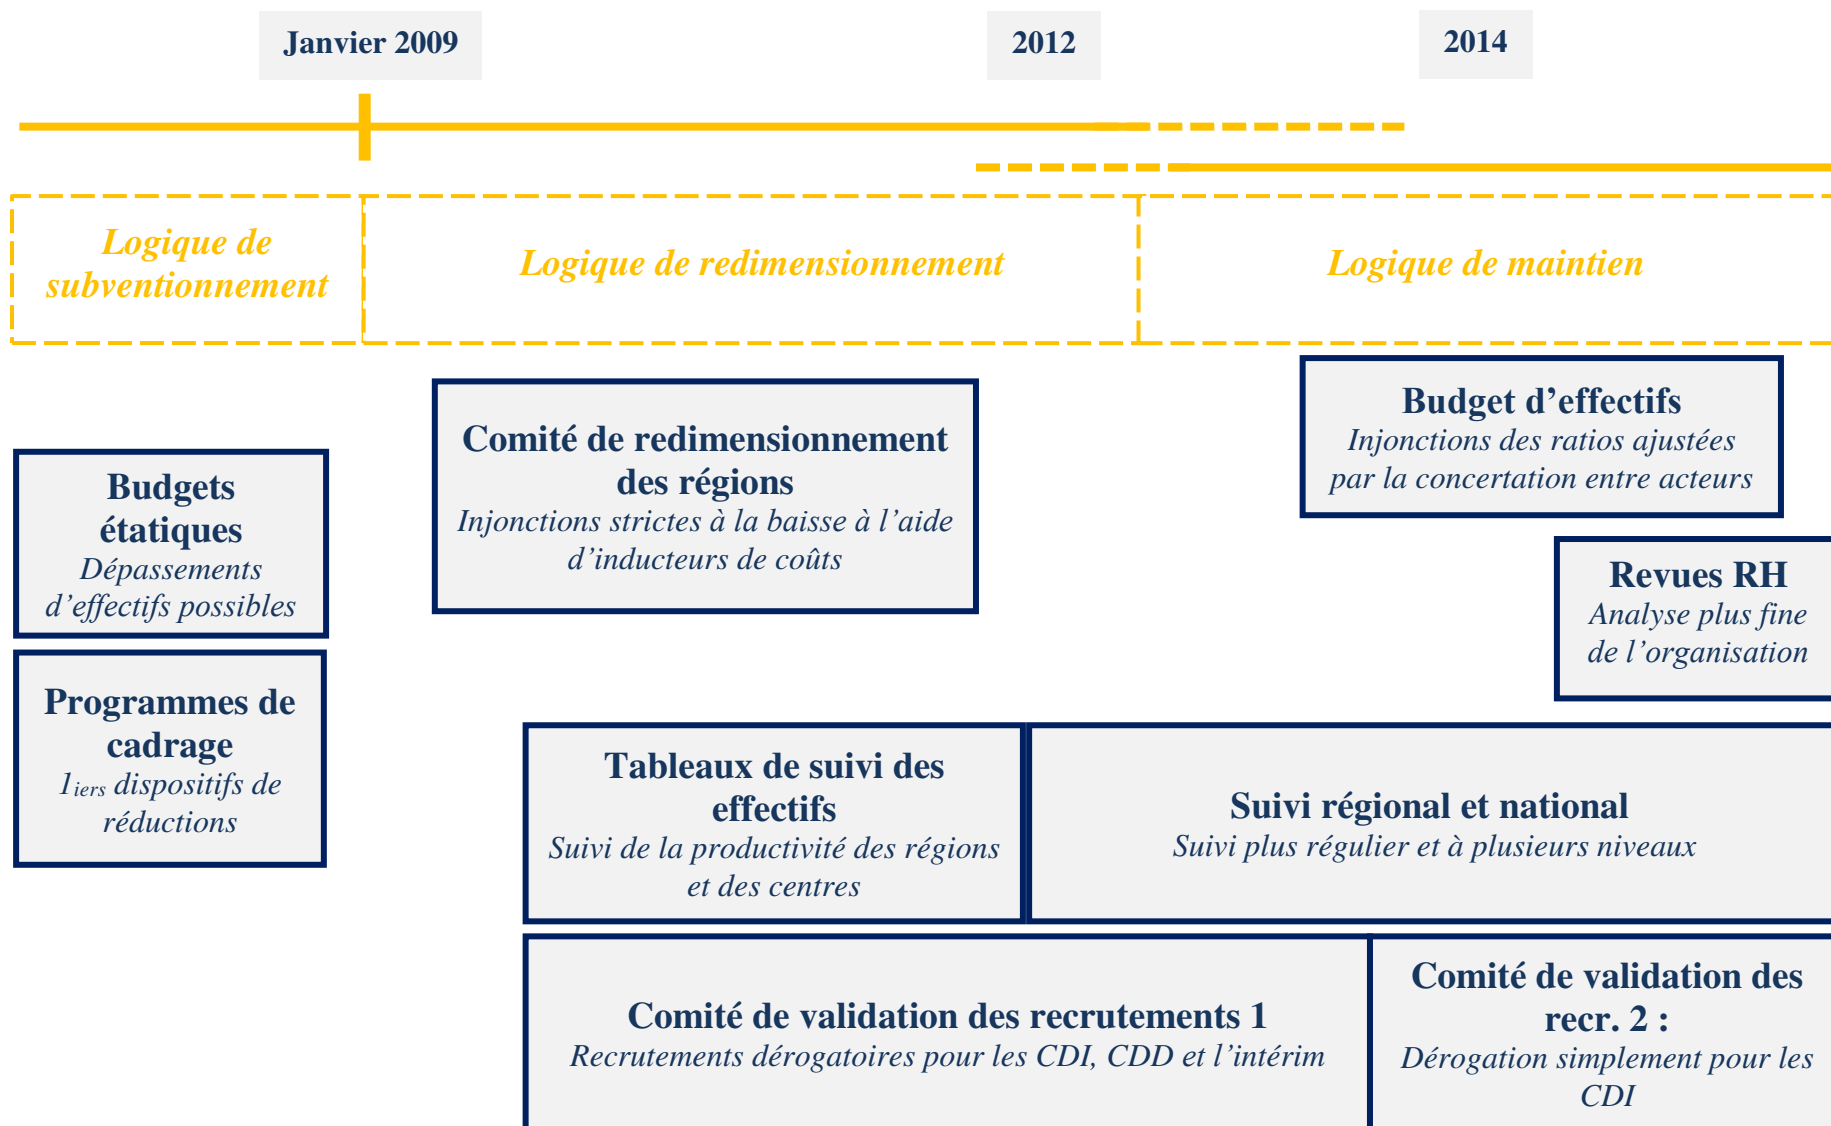 Janvier 2009
2012
2014
Logique de
subventionnement
Logique de redimensionnement
Logique de maintien
Budgets
étatiques
Dépassements
d’effectifs possibles
Programmes de
cadrage
1iers dispositifs de
réductions
Comité de redimensionnement
des régions
Injonctions strictes à la baisse à l’aide
d’inducteurs de coûts
Budget d’effectifs
Injonctions des ratios ajustées
par la concertation entre acteurs
Revues RH
Analyse plus fine
de l’organisation
Tableaux de suivi des
effectifs
Suivi de la productivité des régions
et des centres
Suivi régional et national
Suivi plus régulier et à plusieurs niveaux
Comité de validation des recrutements 1
Recrutements dérogatoires pour les CDI, CDD et l’intérim
Comité de validation des
recr. 2 :
Dérogation simplement pour les
CDI